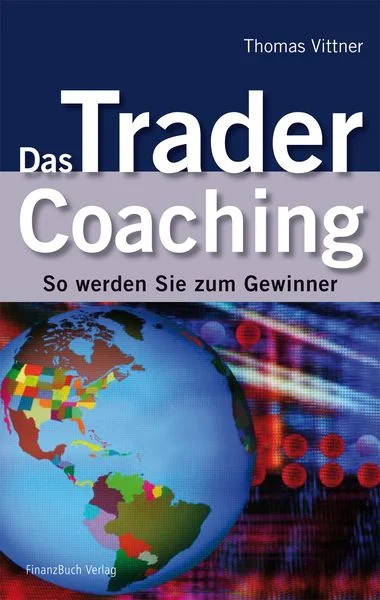 Thomas Vittner
Das Trader
Coaching
So werden Sie zum Gewinner
FinanzBuch Verlag